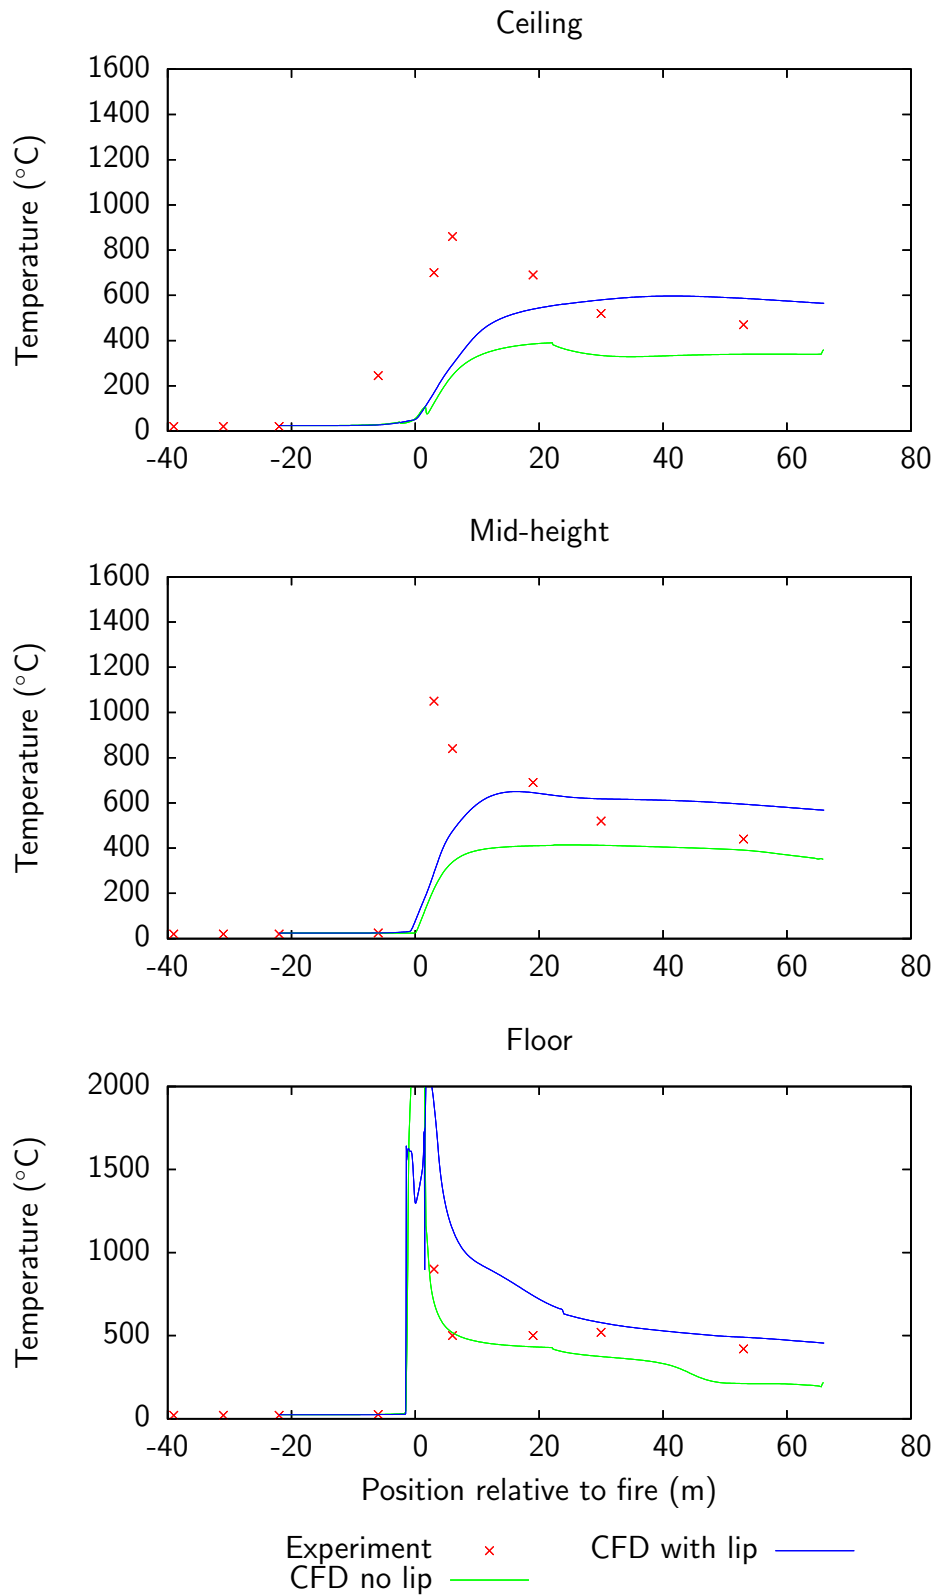 Ceiling
1600
1400
1200
1000
800
600
400
200
0
Temperature (°C)
-40 -20 0 20 40 60 80
Mid-height
1600
1400
1200
1000
800
600
400
200
0
Temperature (°C)
-40 -20 0 20 40 60 80
Floor
2000
1500
1000
500
0
Temperature (°C)
-40 -20 0 20 40 60 80
Position relative to fire (m)
Experiment CFD with lip
CFD no lip